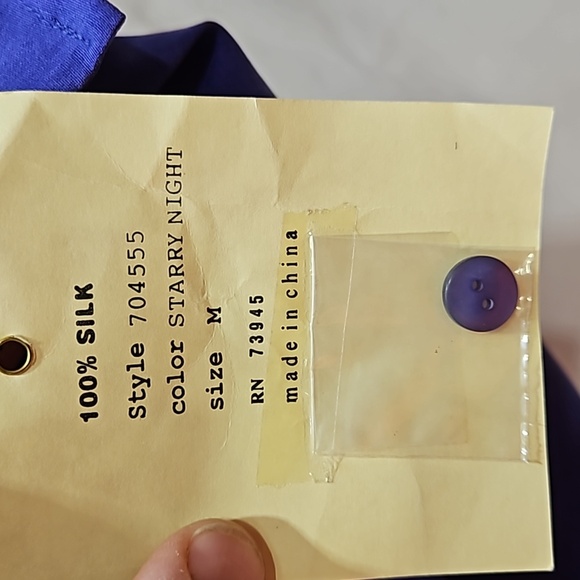 100% SILK
Style 704555
color STARRY NIGHT
size M
RN 73945
made in china